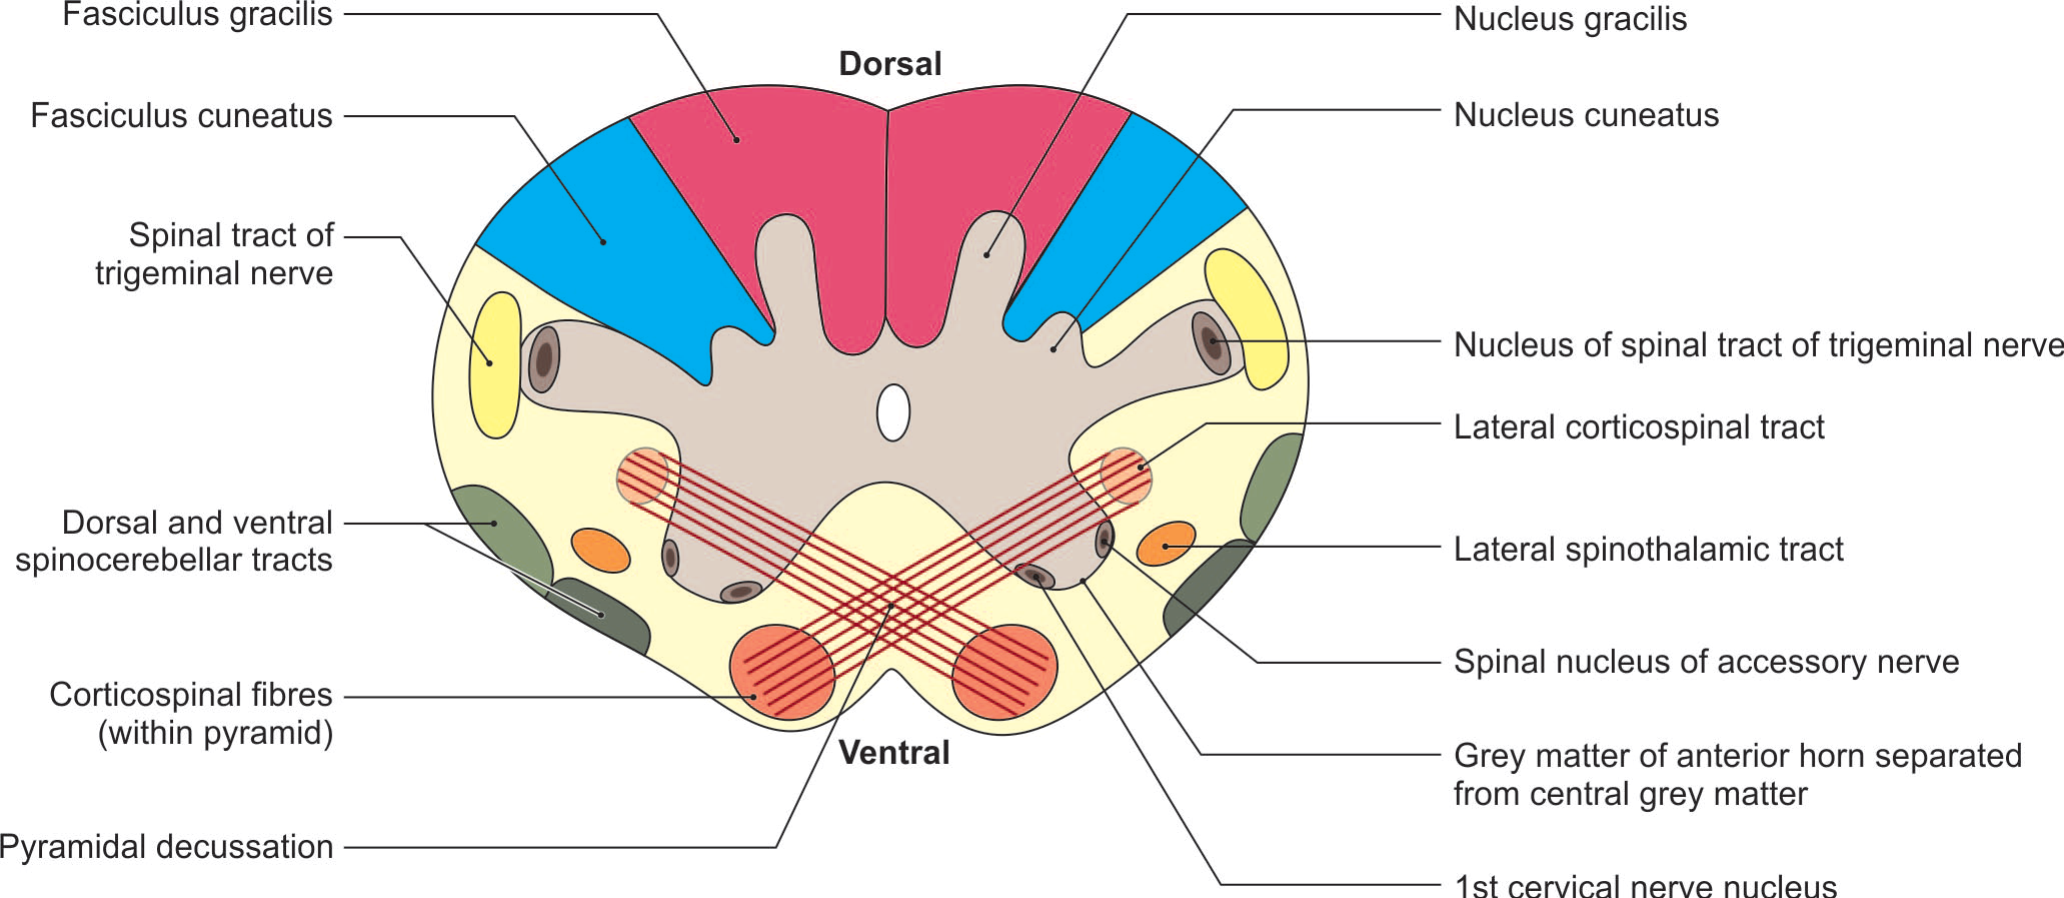 Fasciculus gracilis
Nucleus gracilis
Dorsal
Fasciculus cuneatus
Nucleus cuneatus
Spinal tract of
trigeminal nerve
Nucleus of spinal tract of trigeminal nerve
Lateral corticospinal tract
Dorsal and ventral
spinocerebellar tracts
Lateral spinothalamic tract
Spinal nucleus of accessory nerve
Corticospinal fibres
(within pyramid)
Ventral
Grey matter of anterior horn separated
from central grey matter
Pyramidal decussation
1st cervical nerve nucleus